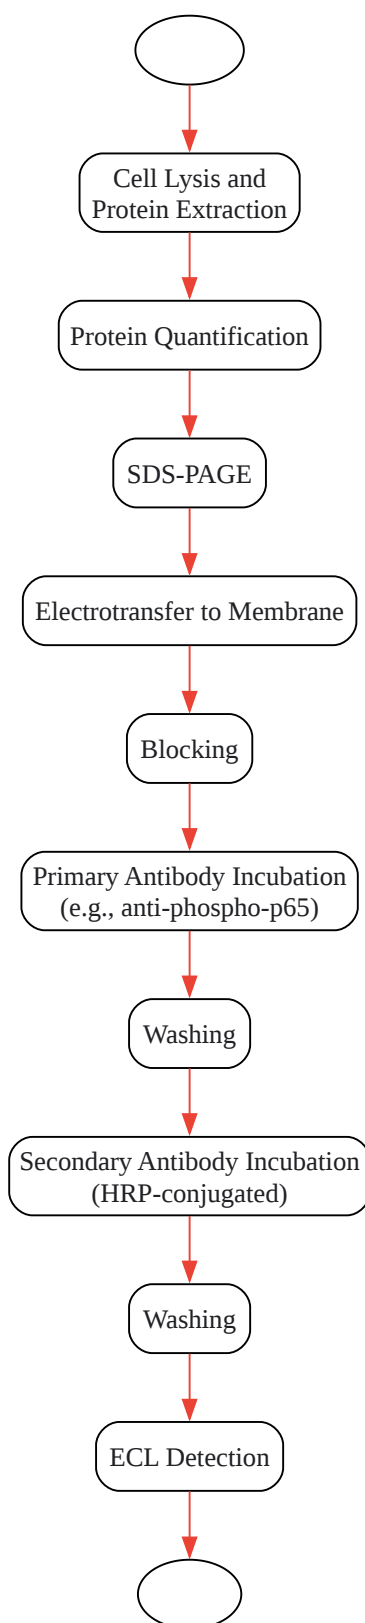 Cell Lysis and
Protein Extraction
Protein Quantification
SDS-PAGE
Electrotransfer to Membrane
Blocking
Primary Antibody Incubation
(e.g., anti-phospho-p65)
Washing
Secondary Antibody Incubation
(HRP-conjugated)
Washing
ECL Detection